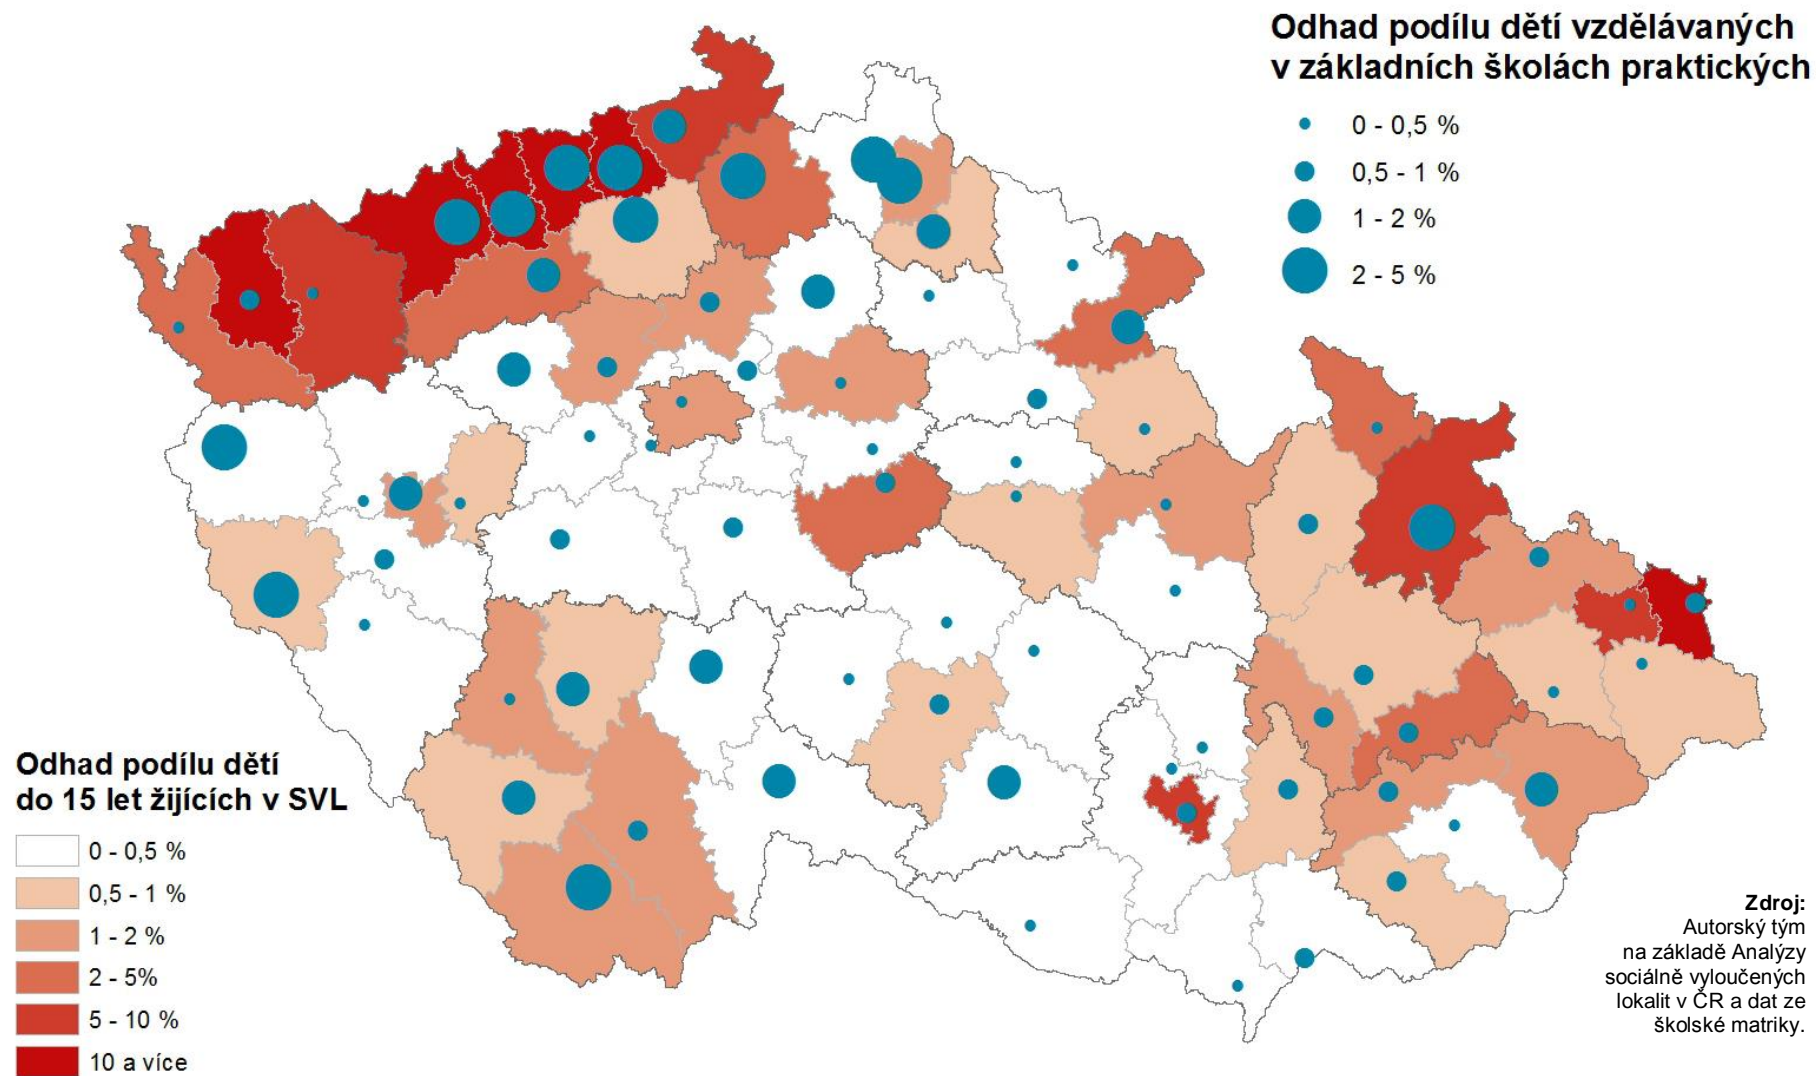 Odhad podílu dětí vzdělávaných
v základních školách praktických
0 - 0,5 %
0,5 - 1 %
1 - 2 %
2 - 5 %
Odhad podílu dětí
do 15 let žijících v SVL
0 - 0,5 %
0,5 - 1 %
1 - 2 %
2 - 5%
5 - 10 %
10 a více
Zdroj:
Autorský tým
na základě Analýzy
sociálně vyloučených
lokalit v ČR a dat ze
školské matriky.